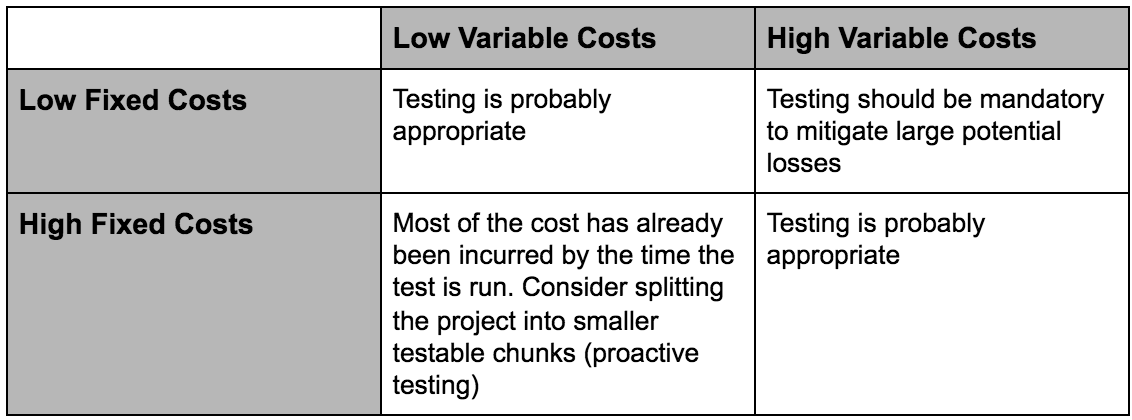 Low Variable Costs
High Variable Costs
Low Fixed Costs
Testing is probably
appropriate
Testing should be mandatory
to mitigate large potential
losses
High Fixed Costs
Most of the cost has already
been incurred by the time the
test is run. Consider splitting
the project into smaller
testable chunks (proactive
testing)
Testing is probably
appropriate